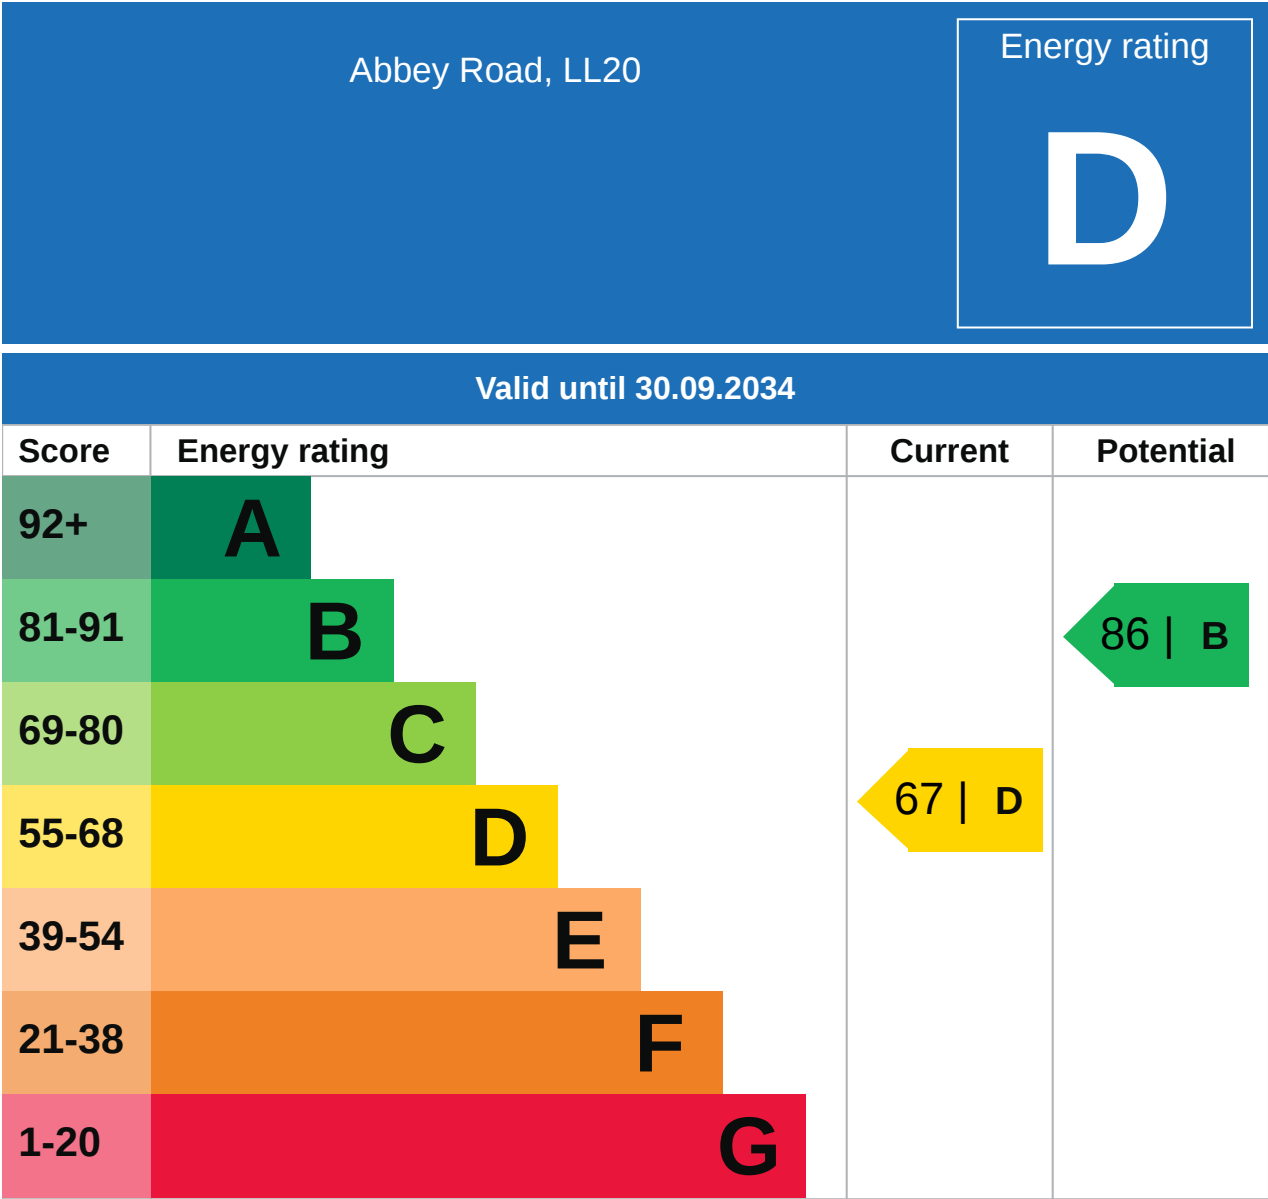 Abbey Road, LL20
Energy rating
D
Valid until 30.09.2034
Score Energy rating Current Potential
92+ A
81-91 B
86 | B
69-80 C
67 | D
55-68 D
39-54 E
21-38 F
1-20 G